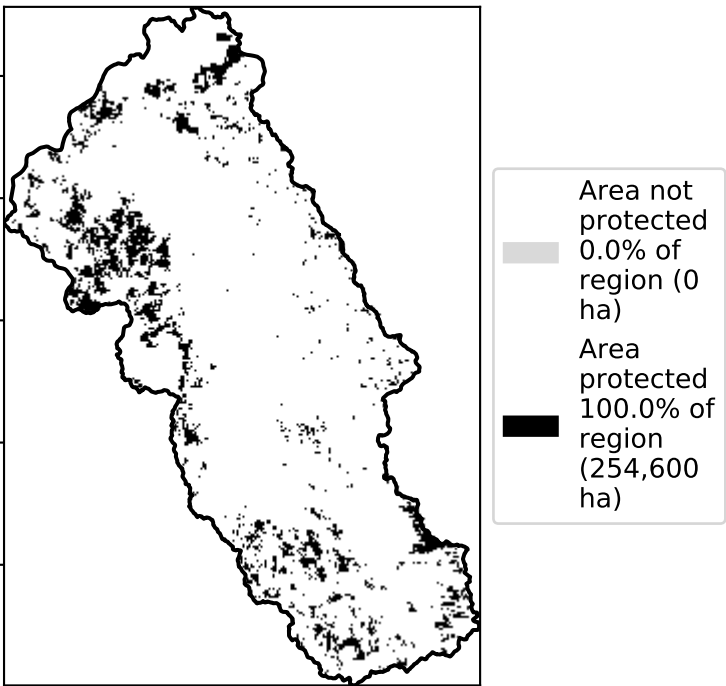 Area not
protected
0.0% of
region (0
ha)
Area
protected
100.0% of
region
(254,600
ha)